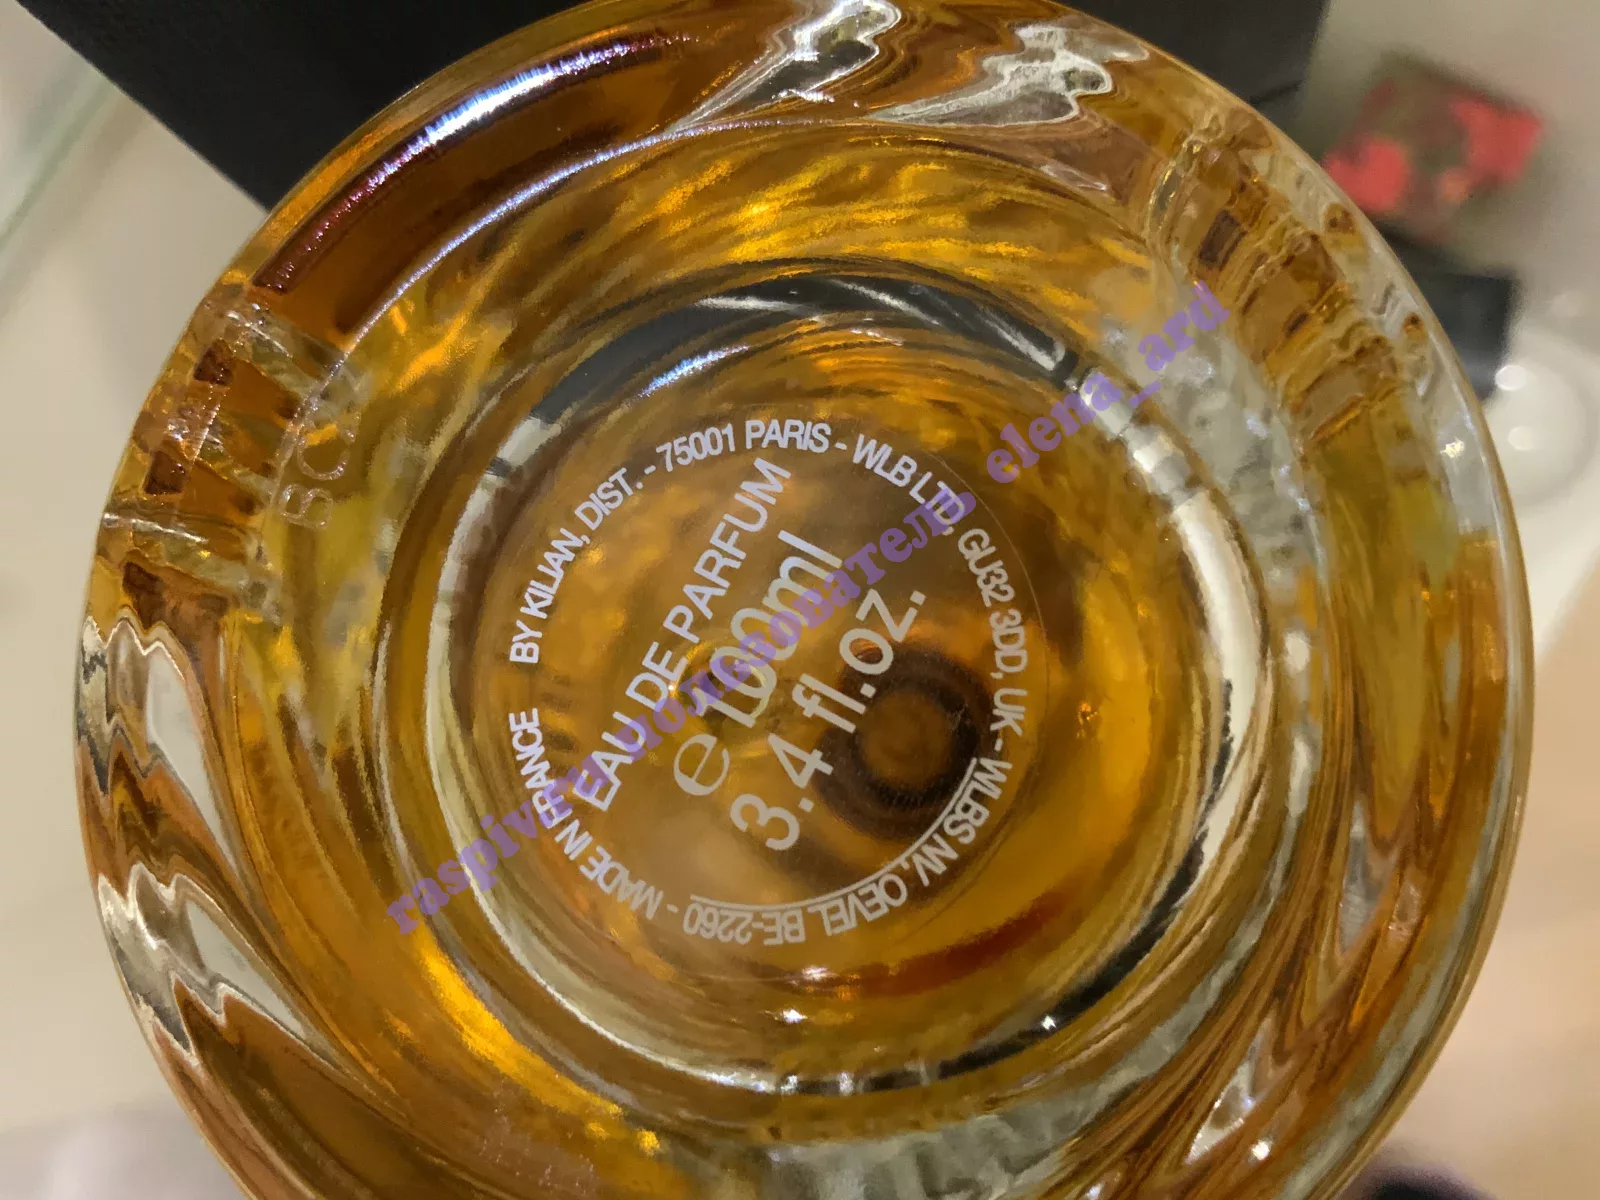 BY KILIAN, DIST. - 75001 PARIS - WLB LTD, GU32 3DD, UK - WLBS NV, OEVEL BE-2260 - MADE IN FRANCE
EAU DE PARFUM
e 100ml
3.4 fl.oz.
elena_ard